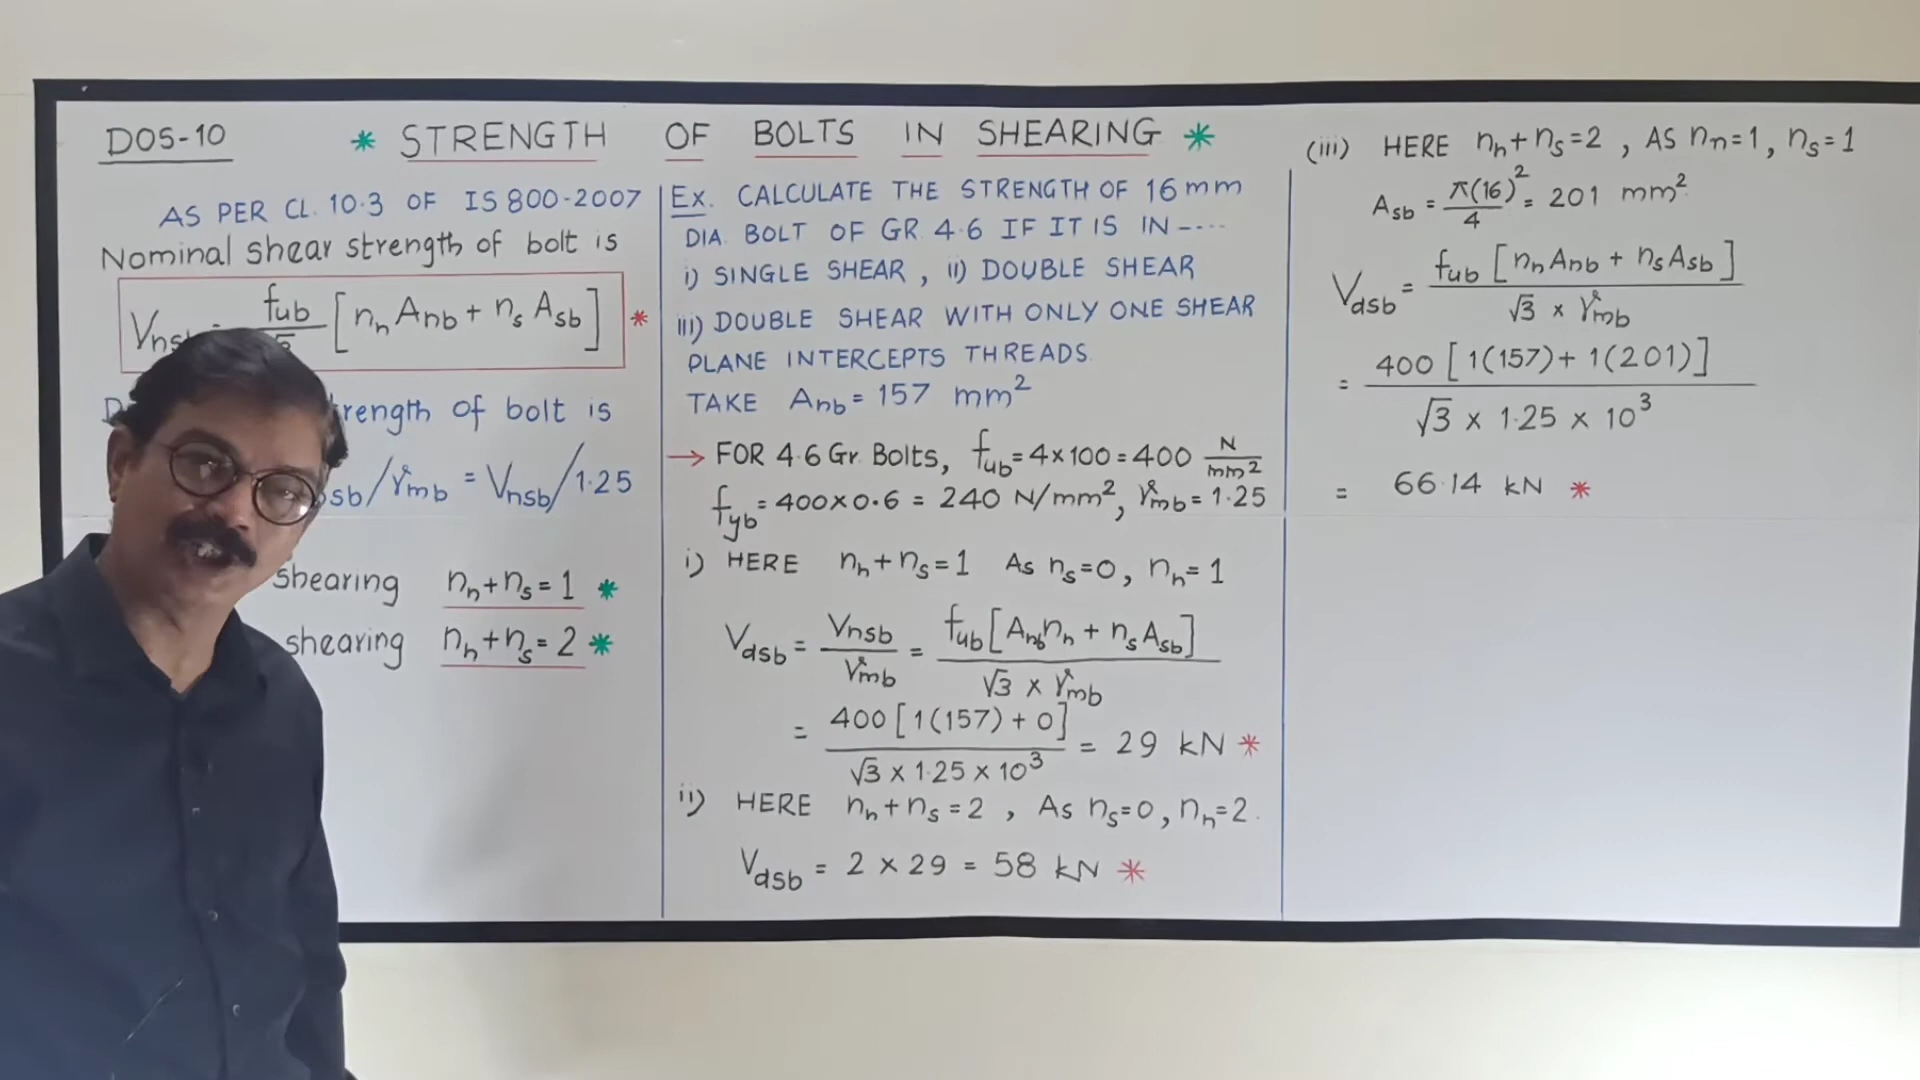 DOS-10
* STRENGTH OF BOLTS IN SHEARING *
AS PER CL. 10.3 OF IS 800-2007
Nominal shear strength of bolt is
Vns fub [ nn Anb + ns Asb ] *
rength of bolt is
sb/γmb = Vnsb/1.25
shearing nn+ns=1 *
shearing nn+ns=2 *
Ex. CALCULATE THE STRENGTH OF 16mm
DIA. BOLT OF GR 4.6 IF IT IS IN ----
i) SINGLE SHEAR, ii) DOUBLE SHEAR
iii) DOUBLE SHEAR WITH ONLY ONE SHEAR
PLANE INTERCEPTS THREADS.
TAKE Anb = 157 mm²
→ FOR 4.6 Gr. Bolts, fub = 4×100 = 400 N/mm²
fyb = 400×0.6 = 240 N/mm², γmb = 1.25
i) HERE nn+ns=1 As ns=0, nn=1
Vdsb = Vnsb/γmb = fub [Anb nn + ns Asb] / √3 × γmb
= 400 [1(157) + 0] / √3 × 1.25 × 10³ = 29 kN *
ii) HERE nn+ns=2, As ns=0, nn=2.
Vdsb = 2 × 29 = 58 kN *
(iii) HERE nn+ns=2, AS nn=1, ns=1
Asb = π(16)²/4 = 201 mm²
Vdsb = fub [nn Anb + ns Asb] / √3 × γmb
= 400 [1(157) + 1(201)] / √3 × 1.25 × 10³
= 66.14 kN *